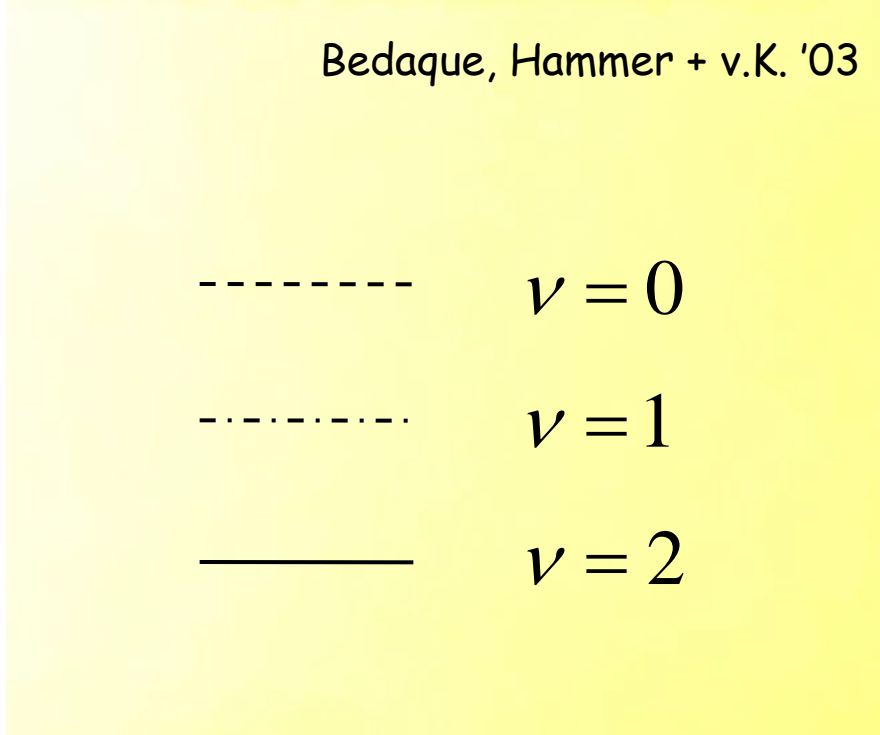 Bedaque, Hammer + v.K. '03
ν = 0
ν = 1
ν = 2